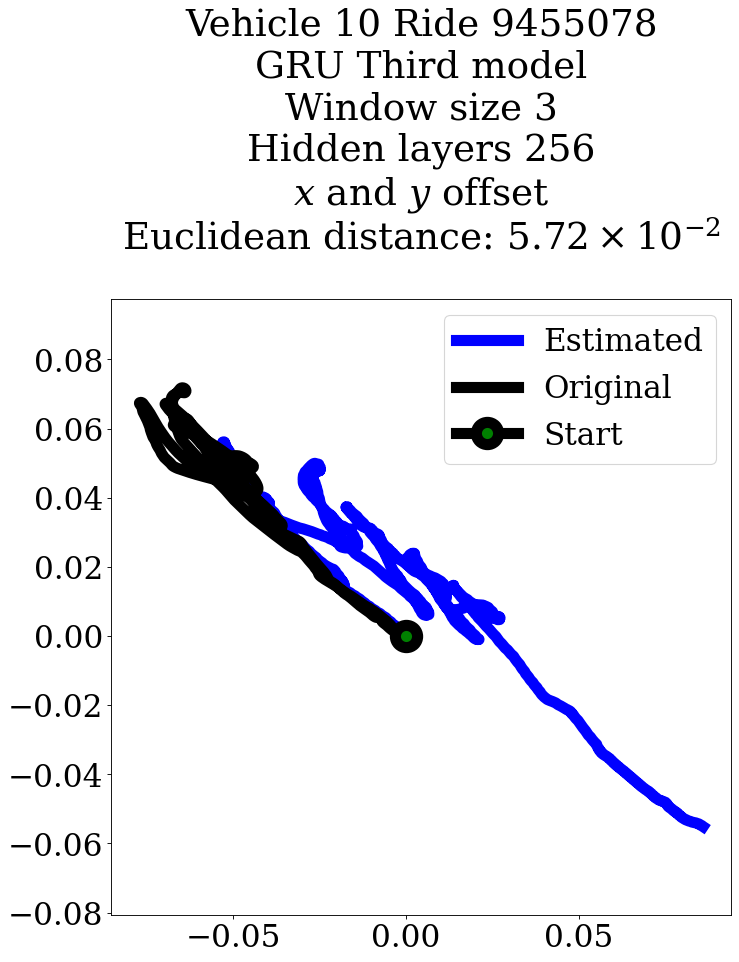 Vehicle 10 Ride 9455078
GRU Third model
Window size 3
Hidden layers 256
x and y offset
Euclidean distance: 5.72 × 10⁻²
Estimated
Original
Start
0.08
0.06
0.04
0.02
0.00
−0.02
−0.04
−0.06
−0.08
−0.05 0.00 0.05